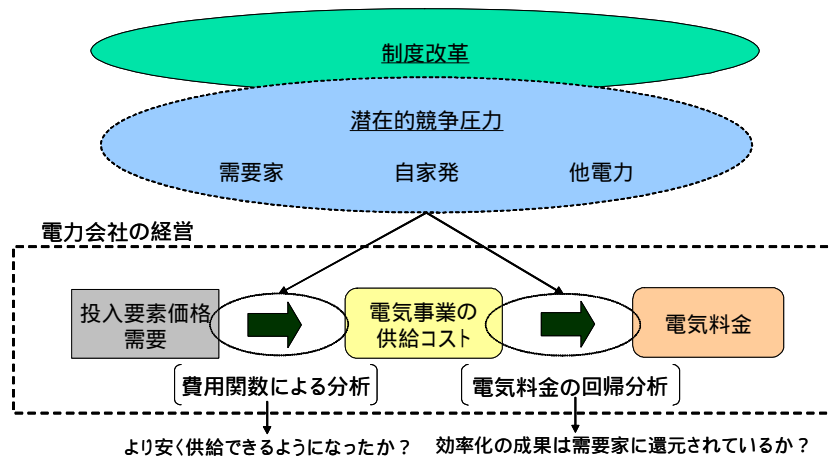 制度改革
潜在的競争圧力
需要家 自家発 他電力
電力会社の経営
投入要素価格
需要
電気事業の
供給コスト
電気料金
費用関数による分析
電気料金の回帰分析
より安く供給できるようになったか？
効率化の成果は需要家に還元されているか？